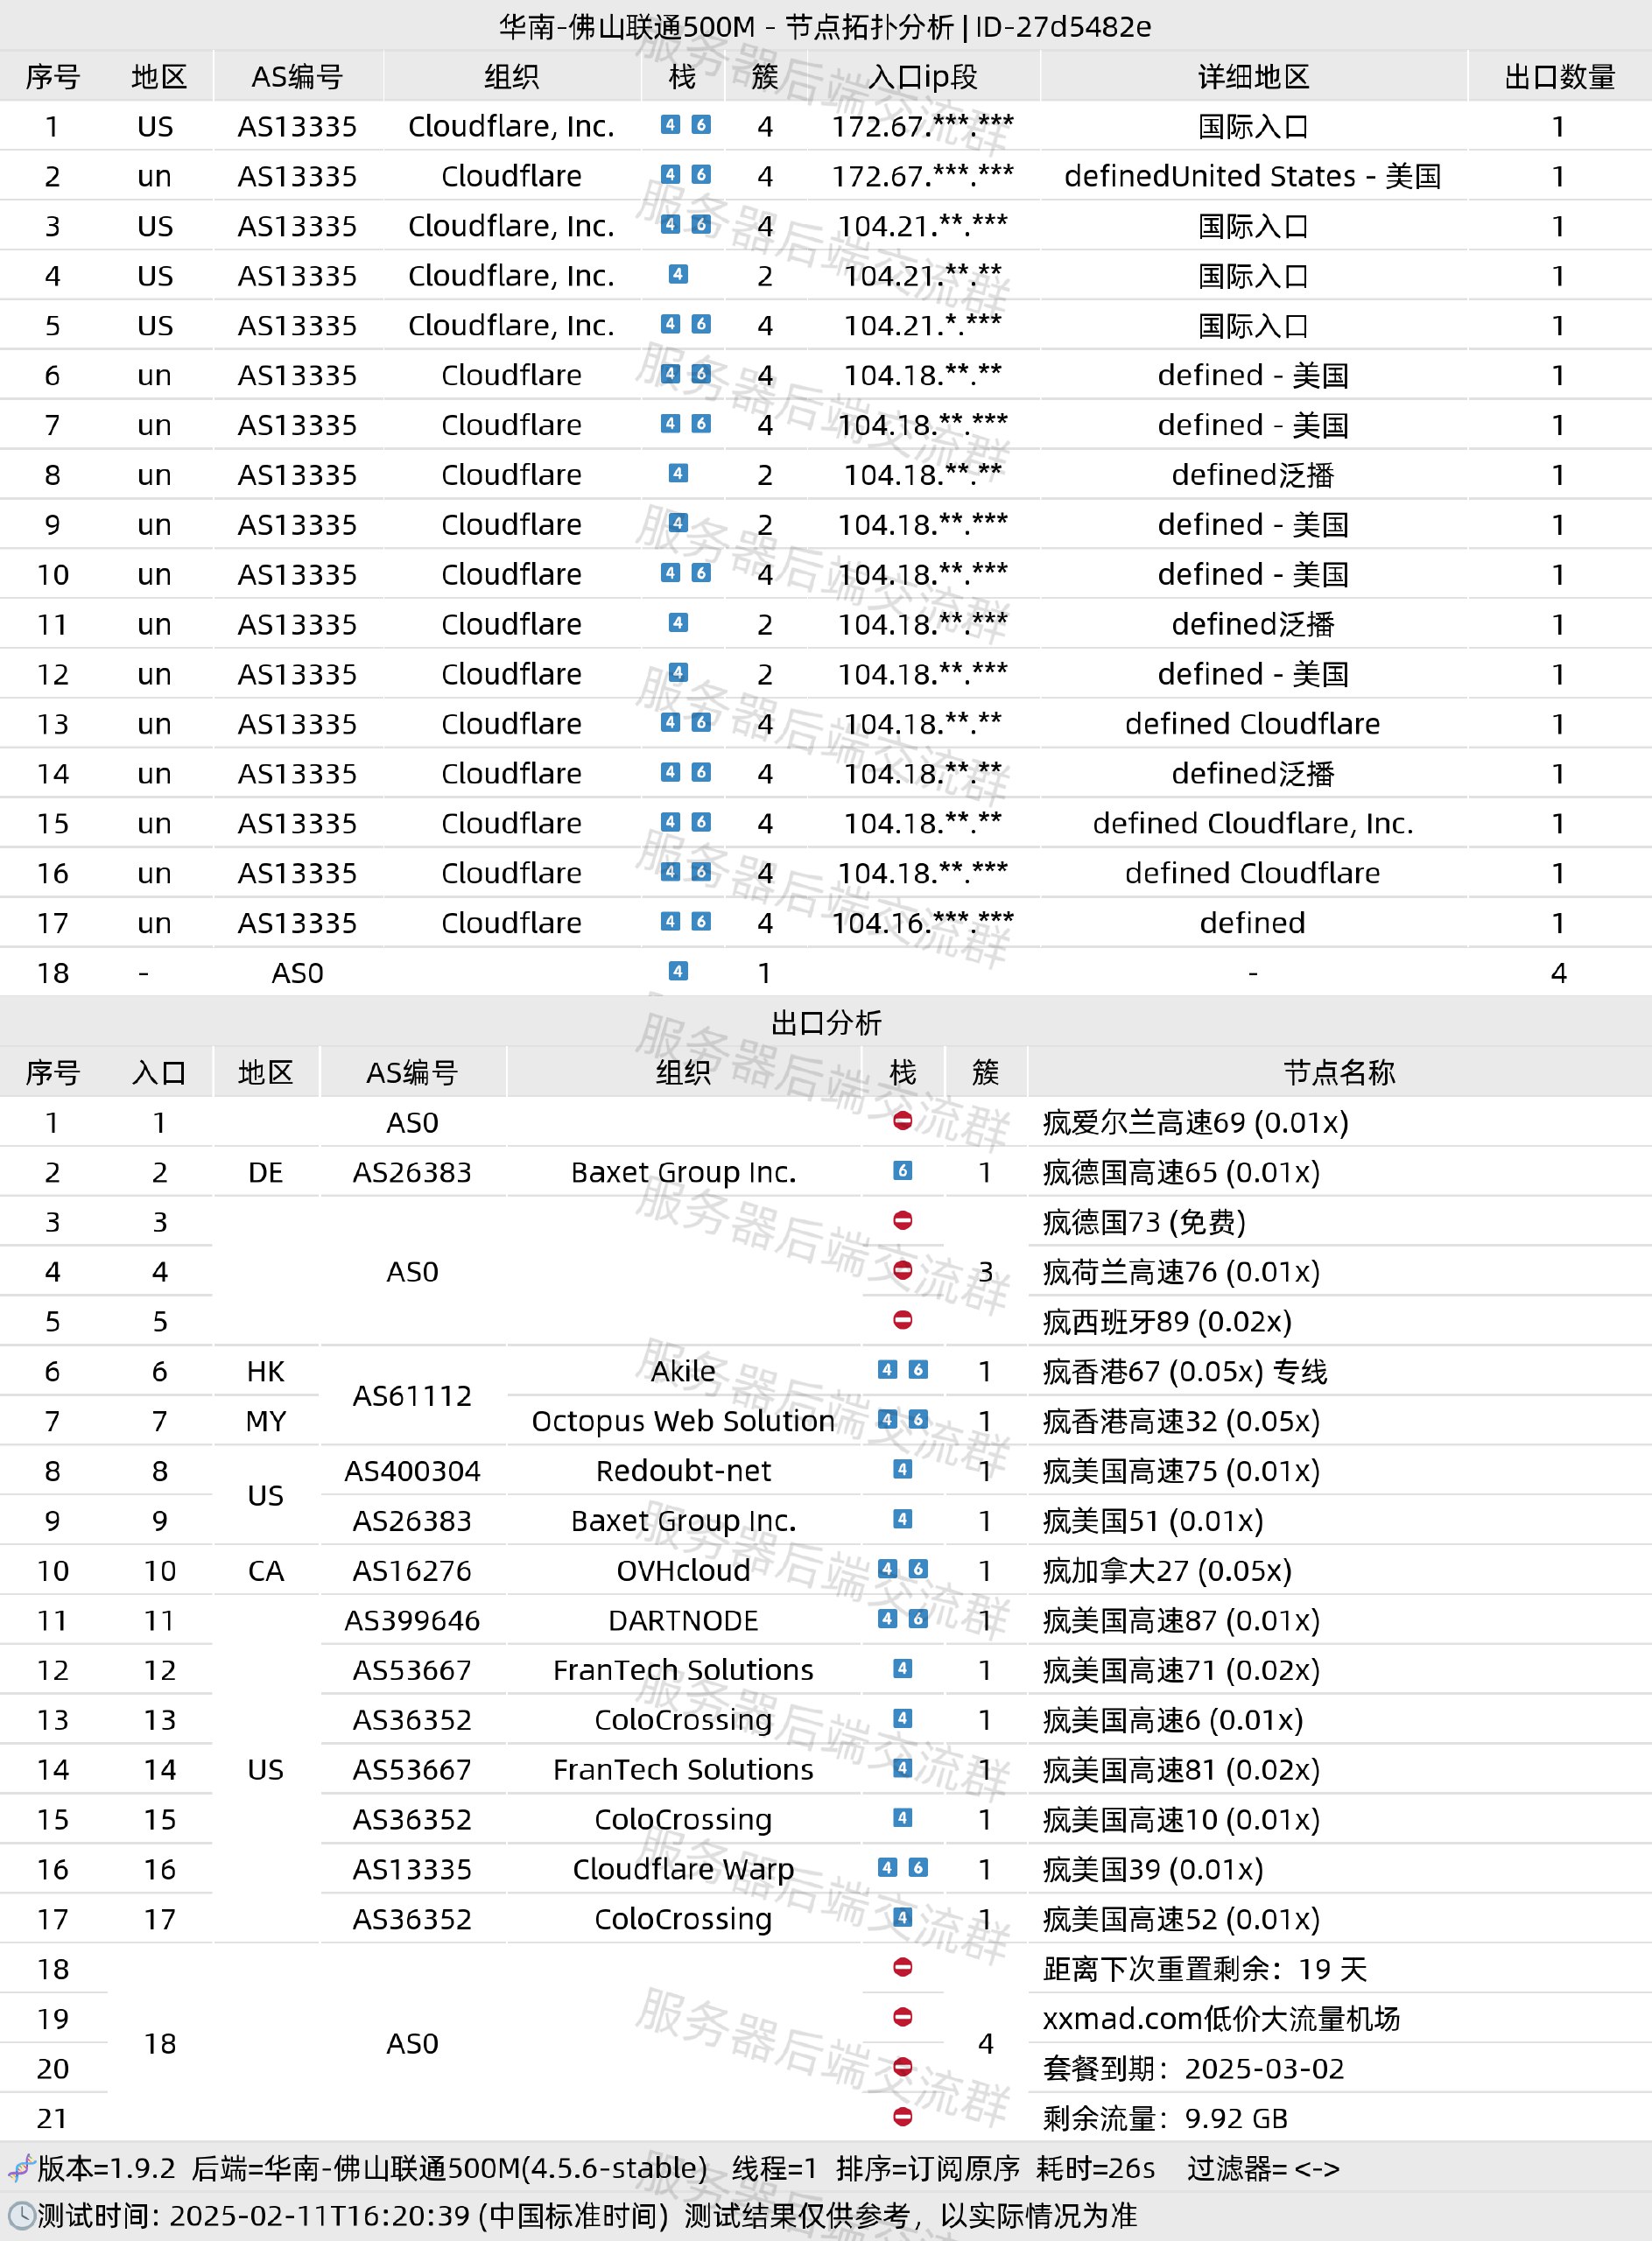 华南-佛山联通500M - 节点拓扑分析 | ID-27d5482e
序号 地区 AS编号 组织 栈 簇 入口ip段 详细地区 出口数量
1 US AS13335 Cloudflare, Inc. 4 6 4 172.67.***.*** 国际入口 1
2 un AS13335 Cloudflare 4 6 4 172.67.***.*** definedUnited States - 美国 1
3 US AS13335 Cloudflare, Inc. 4 6 4 104.21.**.*** 国际入口 1
4 US AS13335 Cloudflare, Inc. 4 2 104.21.**.** 国际入口 1
5 US AS13335 Cloudflare, Inc. 4 6 4 104.21.*.*** 国际入口 1
6 un AS13335 Cloudflare 4 6 4 104.18.**.** defined - 美国 1
7 un AS13335 Cloudflare 4 6 4 104.18.**.*** defined - 美国 1
8 un AS13335 Cloudflare 4 2 104.18.**.** defined泛播 1
9 un AS13335 Cloudflare 4 2 104.18.**.*** defined - 美国 1
10 un AS13335 Cloudflare 4 6 4 104.18.**.*** defined - 美国 1
11 un AS13335 Cloudflare 4 2 104.18.**.*** defined泛播 1
12 un AS13335 Cloudflare 4 2 104.18.**.*** defined - 美国 1
13 un AS13335 Cloudflare 4 6 4 104.18.**.** defined Cloudflare 1
14 un AS13335 Cloudflare 4 6 4 104.18.**.** defined泛播 1
15 un AS13335 Cloudflare 4 6 4 104.18.**.** defined Cloudflare, Inc. 1
16 un AS13335 Cloudflare 4 6 4 104.18.**.*** defined Cloudflare 1
17 un AS13335 Cloudflare 4 6 4 104.16.***.*** defined 1
18 - AS0 4 1 - 4
出口分析
序号 入口 地区 AS编号 组织 栈 簇 节点名称
1 1 AS0 疯爱尔兰高速69 (0.01x)
2 2 DE AS26383 Baxet Group Inc. 6 1 疯德国高速65 (0.01x)
3 3 疯德国73 (免费)
4 4 AS0 3 疯荷兰高速76 (0.01x)
5 5 疯西班牙89 (0.02x)
6 6 HK AS61112 Akile 4 6 1 疯香港67 (0.05x) 专线
7 7 MY Octopus Web Solution 4 6 1 疯香港高速32 (0.05x)
8 8 US AS400304 Redoubt-net 4 1 疯美国高速75 (0.01x)
9 9 AS26383 Baxet Group Inc. 4 1 疯美国51 (0.01x)
10 10 CA AS16276 OVHcloud 4 6 1 疯加拿大27 (0.05x)
11 11 AS399646 DARTNODE 4 6 1 疯美国高速87 (0.01x)
12 12 AS53667 FranTech Solutions 4 1 疯美国高速71 (0.02x)
13 13 AS36352 ColoCrossing 4 1 疯美国高速6 (0.01x)
14 14 US AS53667 FranTech Solutions 4 1 疯美国高速81 (0.02x)
15 15 AS36352 ColoCrossing 4 1 疯美国高速10 (0.01x)
16 16 AS13335 Cloudflare Warp 4 6 1 疯美国39 (0.01x)
17 17 AS36352 ColoCrossing 4 1 疯美国高速52 (0.01x)
18 距离下次重置剩余：19 天
19 xxmad.com低价大流量机场
18 AS0 4
20 套餐到期：2025-03-02
21 剩余流量：9.92 GB
版本=1.9.2 后端=华南-佛山联通500M(4.5.6-stable) 线程=1 排序=订阅原序 耗时=26s 过滤器= <->
测试时间: 2025-02-11T16:20:39 (中国标准时间) 测试结果仅供参考，以实际情况为准
服务器后端交流群